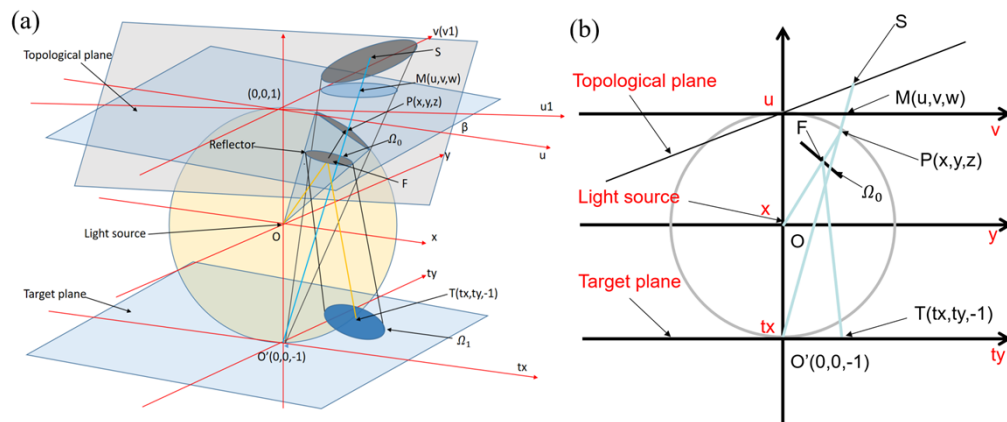 (a)
v(v1)
S
Topological plane
M(u,v,w)
(0,0,1)
P(x,y,z)
u1
β
Reflector
Ω0
y
u
F
Light source
O
x
ty
Target plane
T(tx,ty,-1)
Ω1
O'(0,0,-1)
tx
(b)
S
Topological plane
u
M(u,v,w)
v
F
P(x,y,z)
Ω0
Light source
x
O
y
Target plane
tx
T(tx,ty,-1)
O'(0,0,-1)
ty